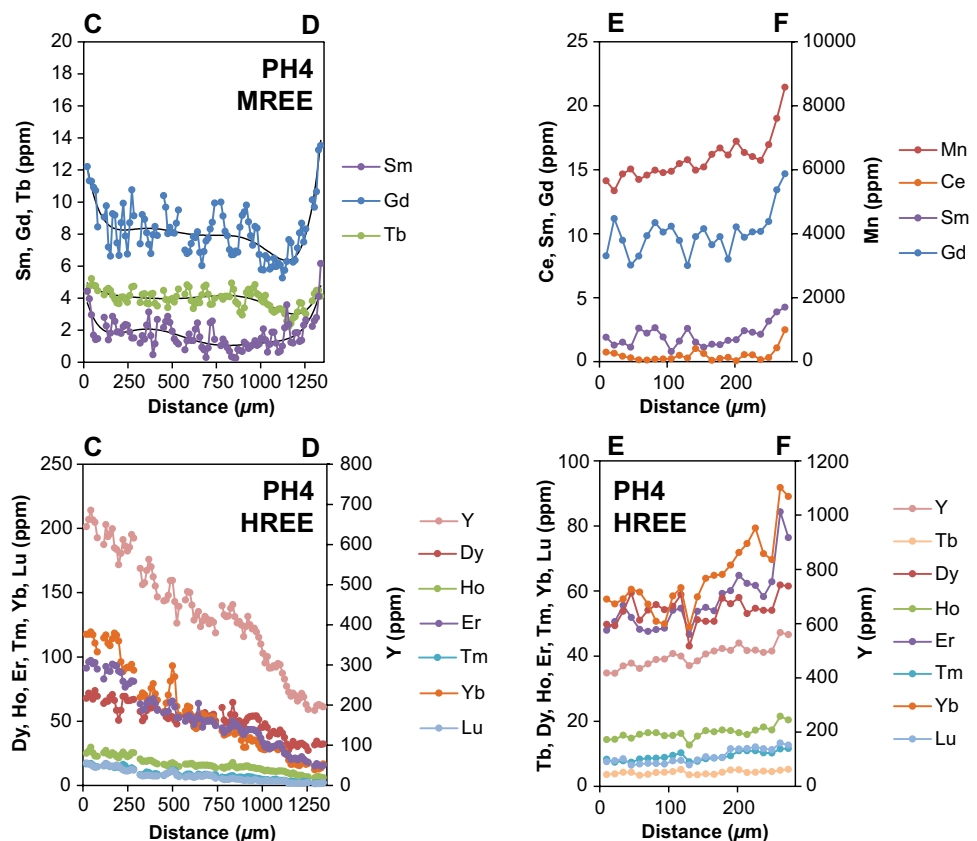 C D
PH4
MREE
Sm, Gd, Tb (ppm)
20
18
16
14
12
10
8
6
4
2
0
0 250 500 750 1000 1250
Distance (µm)
Sm
Gd
Tb
E F
Ce, Sm, Gd (ppm)
25
20
15
10
5
0
10000
8000
6000
4000
2000
0
Mn (ppm)
0 100 200
Distance (µm)
Mn
Ce
Sm
Gd
C D
PH4
HREE
Dy, Ho, Er, Tm, Yb, Lu (ppm)
250
200
150
100
50
0
800
700
600
500
400
300
200
100
0
Y (ppm)
0 250 500 750 1000 1250
Distance (µm)
Y
Dy
Ho
Er
Tm
Yb
Lu
E F
PH4
HREE
Tb, Dy, Ho, Er, Tm, Yb, Lu (ppm)
100
80
60
40
20
0
1200
1000
800
600
400
200
0
Y (ppm)
0 100 200
Distance (µm)
Y
Tb
Dy
Ho
Er
Tm
Yb
Lu